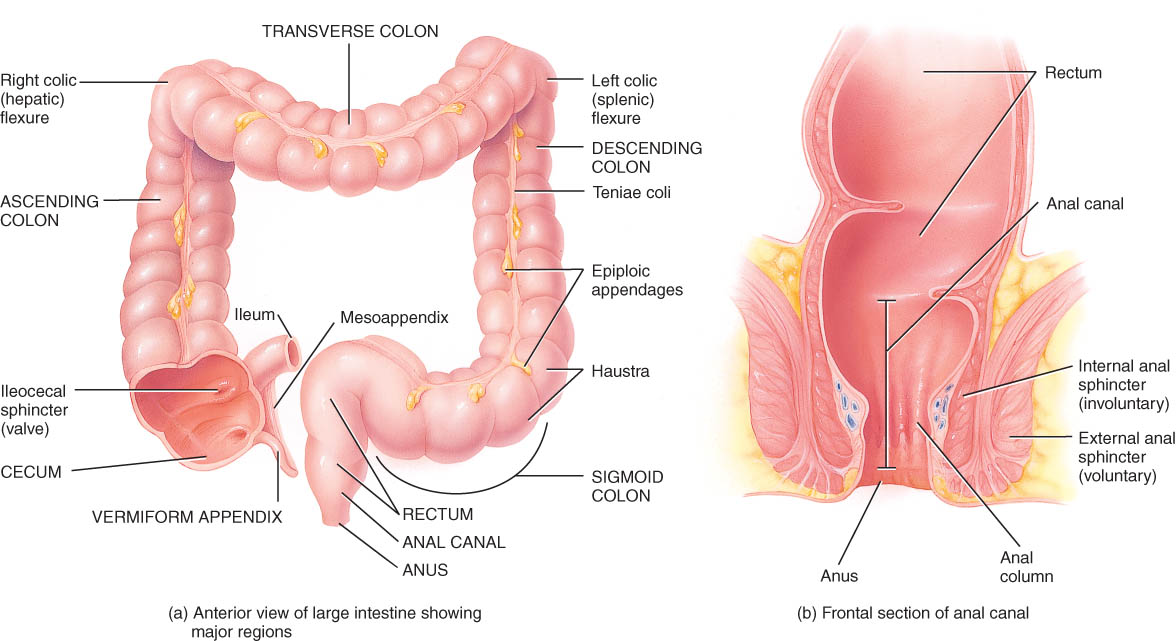 TRANSVERSE COLON
Right colic
(hepatic)
flexure
Left colic
(splenic)
flexure
DESCENDING
COLON
Teniae coli
ASCENDING
COLON
Epiploic
appendages
Ileum
Mesoappendix
Haustra
Ileocecal
sphincter
(valve)
CECUM
VERMIFORM APPENDIX
SIGMOID
COLON
RECTUM
ANAL CANAL
ANUS
(a) Anterior view of large intestine showing
major regions
Rectum
Anal canal
Internal anal
sphincter
(involuntary)
External anal
sphincter
(voluntary)
Anal
column
Anus
(b) Frontal section of anal canal